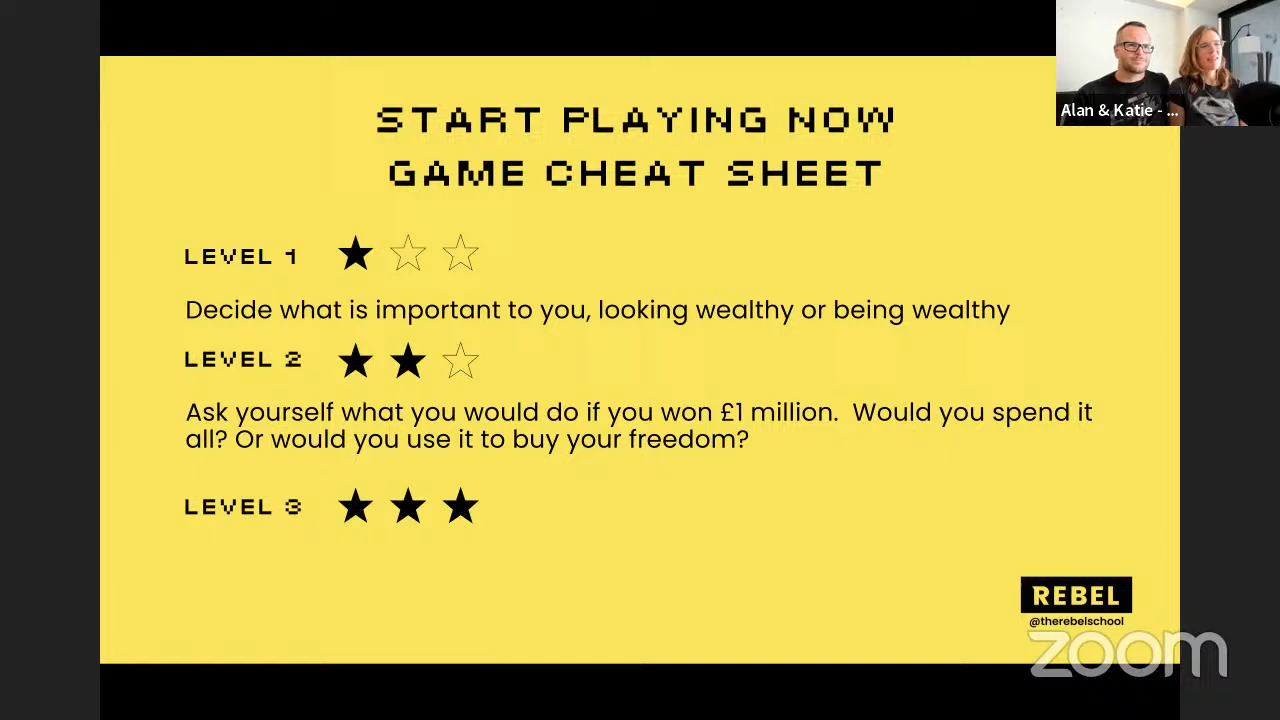 START PLAYING NOW
GAME CHEAT SHEET
LEVEL 1
Decide what is important to you, looking wealthy or being wealthy
LEVEL 2
Ask yourself what you would do if you won £1 million.  Would you spend it
all? Or would you use it to buy your freedom?
LEVEL 3
Alan & Katie - ...
REBEL
@therebelschool
zoom